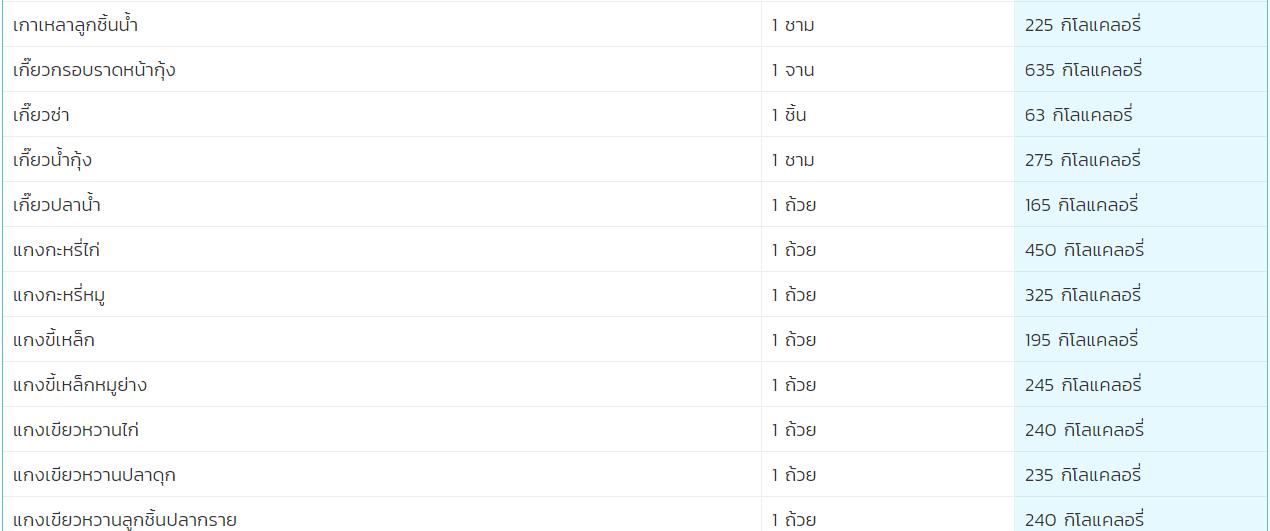 เกาเหลาลูกชิ้นน้ำ 1 ชาม 225 กิโลแคลอรี่
เกี๊ยวกรอบราดหน้ากุ้ง 1 จาน 635 กิโลแคลอรี่
เกี๊ยวซ่า 1 ชิ้น 63 กิโลแคลอรี่
เกี๊ยวน้ำกุ้ง 1 ชาม 275 กิโลแคลอรี่
เกี๊ยวปลาน้ำ 1 ถ้วย 165 กิโลแคลอรี่
แกงกะหรี่ไก่ 1 ถ้วย 450 กิโลแคลอรี่
แกงกะหรี่หมู 1 ถ้วย 325 กิโลแคลอรี่
แกงขี้เหล็ก 1 ถ้วย 195 กิโลแคลอรี่
แกงขี้เหล็กหมูย่าง 1 ถ้วย 245 กิโลแคลอรี่
แกงเขียวหวานไก่ 1 ถ้วย 240 กิโลแคลอรี่
แกงเขียวหวานปลาดุก 1 ถ้วย 235 กิโลแคลอรี่
แกงเขียวหวานลูกชิ้นปลากราย 1 ถ้วย 240 กิโลแคลอรี่